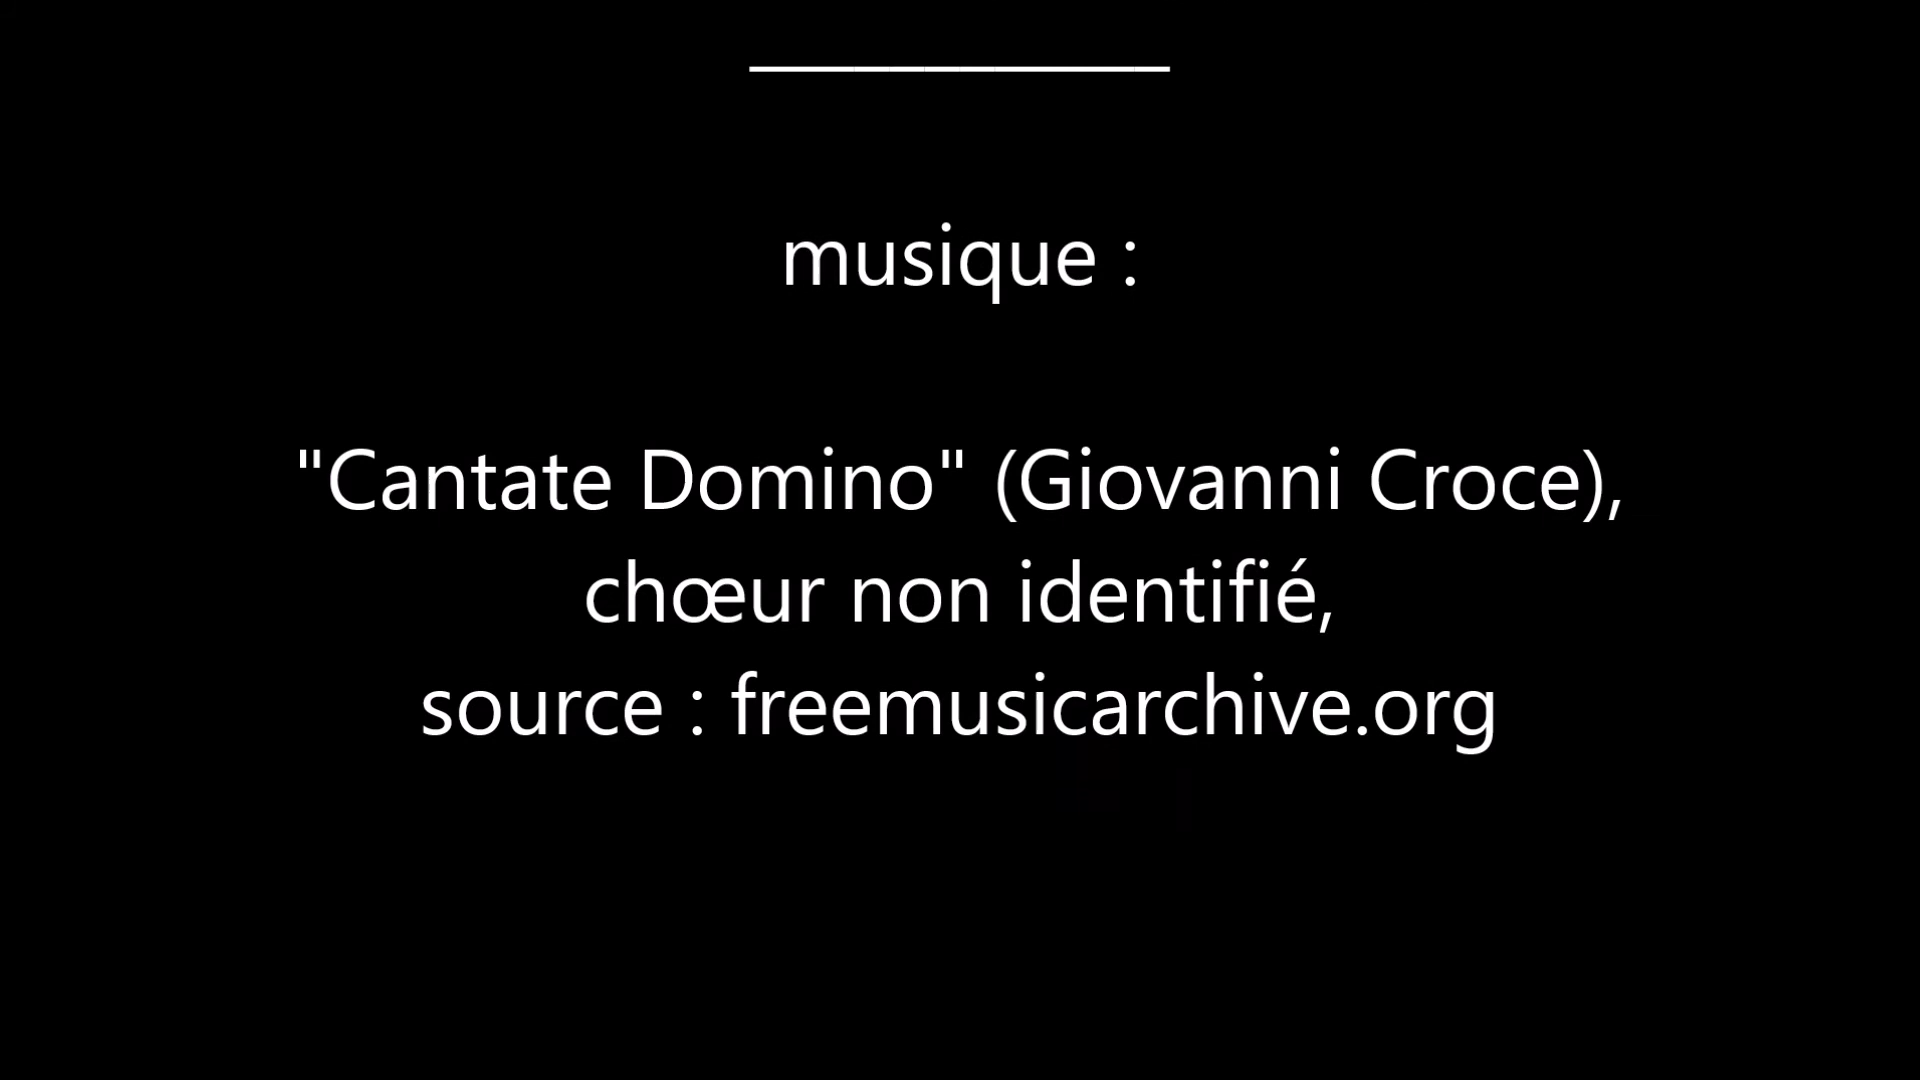 musique :
"Cantate Domino" (Giovanni Croce),
chœur non identifié,
source : freemusicarchive.org